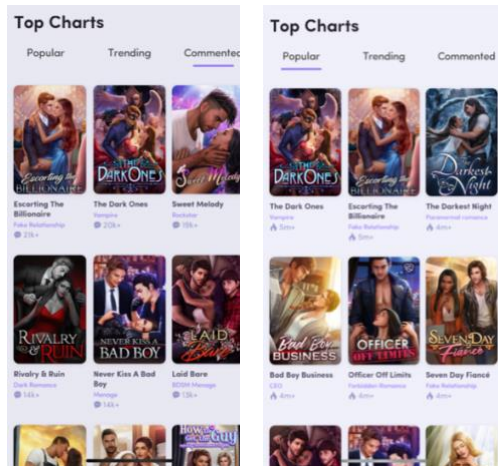 Top Charts
Popular Trending Commented
Escorting the
BILLIONAIRE
THE
DARK ONES
Sweet Melody
Escorting The
Billionaire
Fake Relationship
21k+
The Dark Ones
Vampire
20k+
Sweet Melody
Rockstar
19k+
RIVALRY
& RUIN
NEVER KISS A
BAD BOY
LAID
Bare
Rivalry & Ruin
Dark Romance
14k+
Never Kiss A Bad
Boy
Menage
14k+
Laid Bare
BDSM Menage
13k+
How
Guy
Top Charts
Popular Trending Commented
THE
DARK ONES
Escorting the
BILLIONAIRE
The
Darkest
Night
The Dark Ones
Vampire
5m+
Escorting The
Billionaire
Fake Relationship
5m+
The Darkest Night
Paranormal romance
4m+
Bad Boy
BUSINESS
OFFICER
OFF LIMITS
SEVEN DAY
Fiancé
Bad Boy Business
CEO
4m+
Officer Off Limits
Forbidden Romance
4m+
Seven Day Fiancé
Fake Relationship
4m+